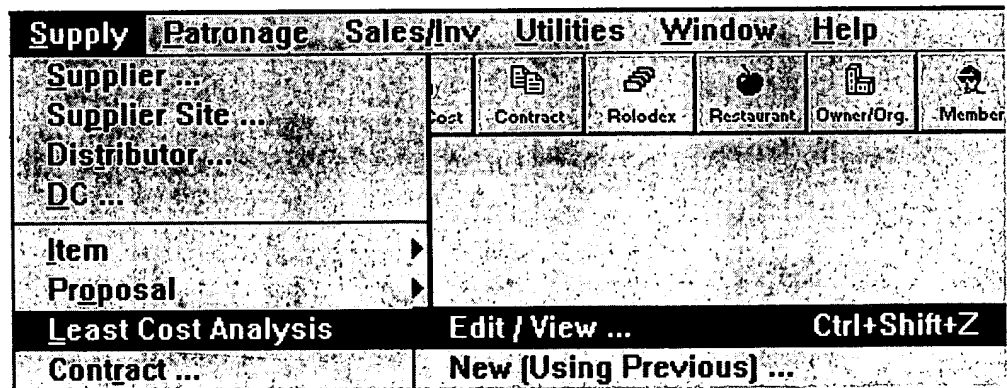 Supply Patronage Sales/Inv Utilities Window Help
Supplier ...
Supplier Site ...
Distributor ...
DC ...
Cost Contract Rolodex Restaurant Owner/Org. Member
Item
Proposal
Least Cost Analysis Edit / View ... Ctrl+Shift+Z
Contract ... New (Using Previous) ...